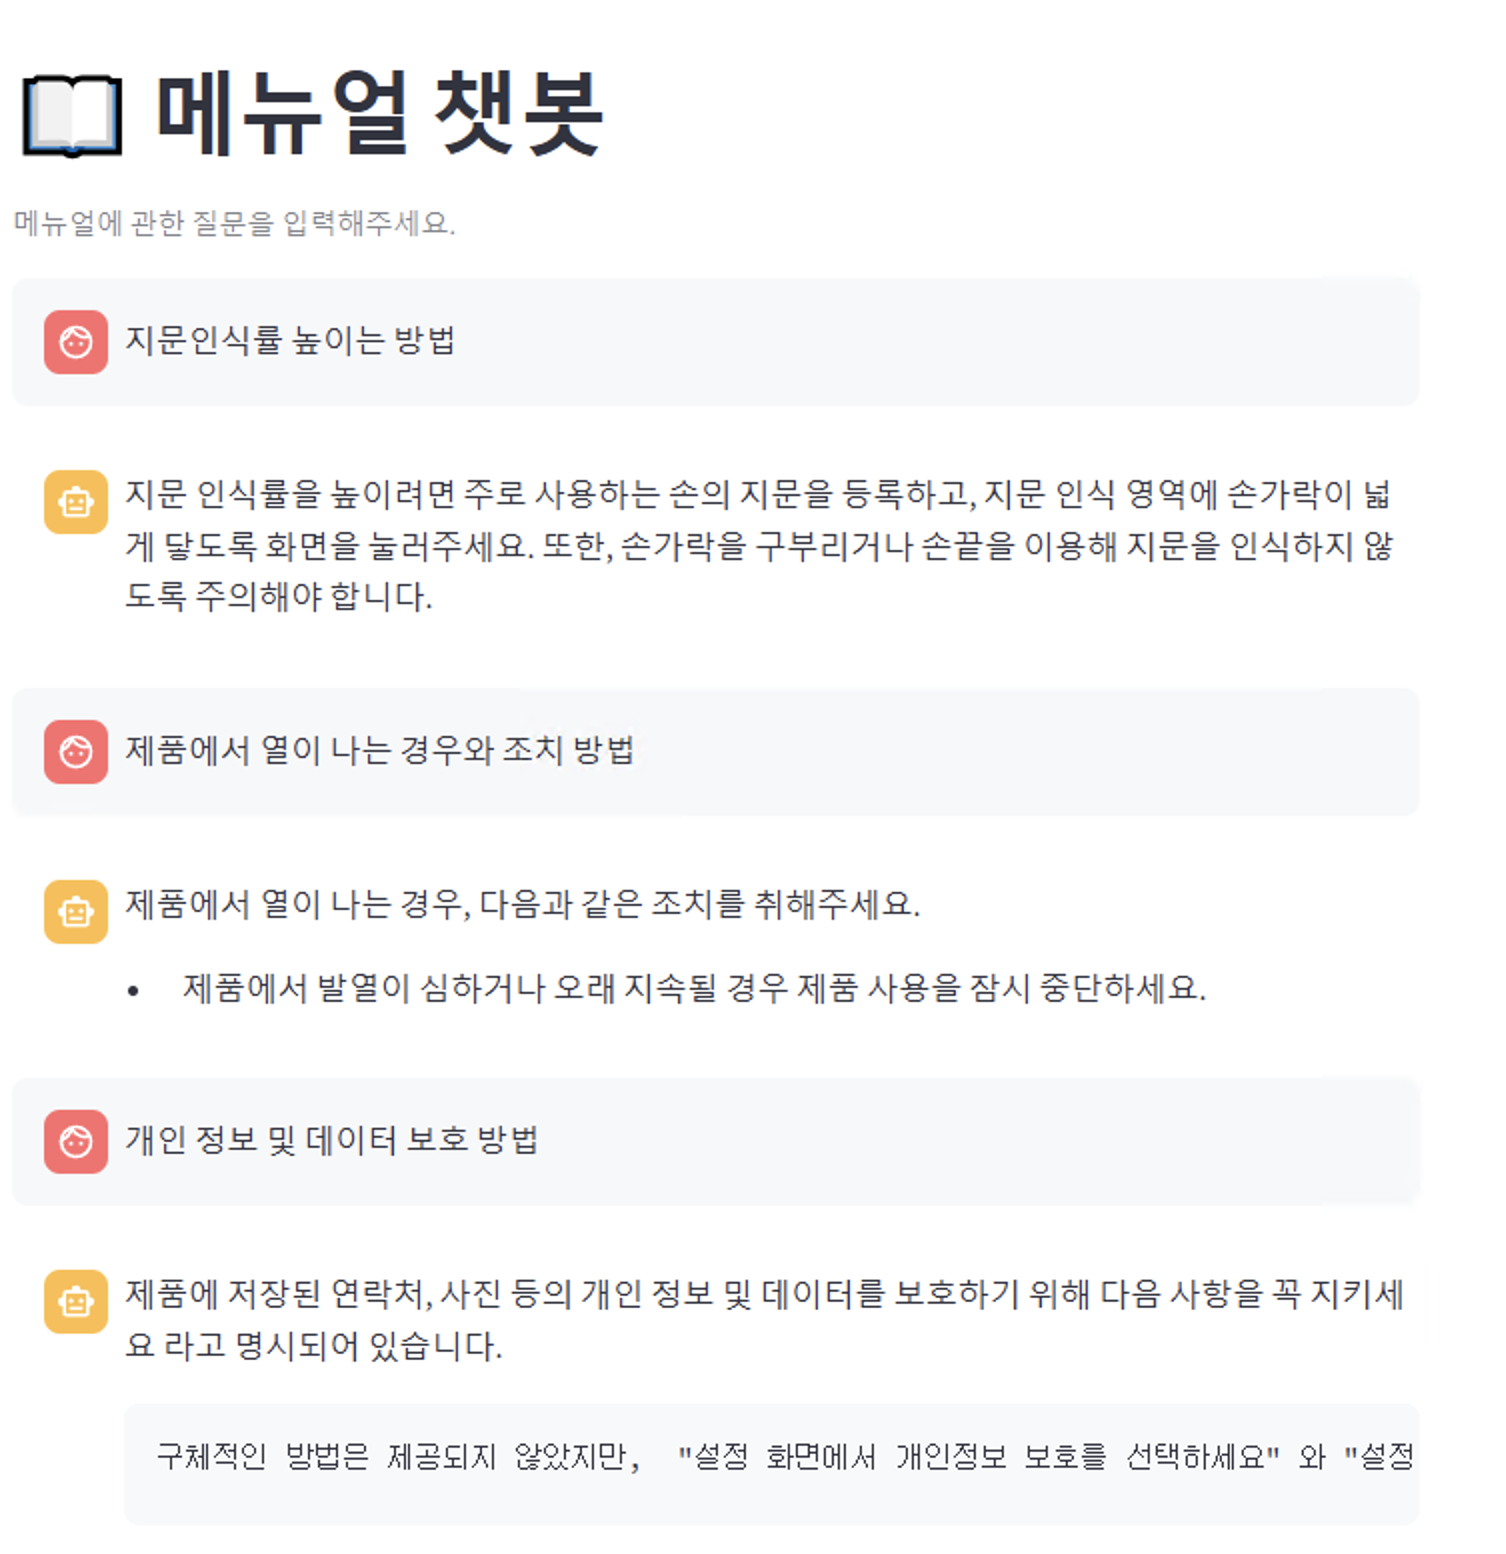 메뉴얼 챗봇
메뉴얼에 관한 질문을 입력해주세요.
지문인식률 높이는 방법
지문 인식률을 높이려면 주로 사용하는 손의 지문을 등록하고, 지문 인식 영역에 손가락이 넓
게 닿도록 화면을 눌러주세요. 또한, 손가락을 구부리거나 손끝을 이용해 지문을 인식하지 않
도록 주의해야 합니다.
제품에서 열이 나는 경우와 조치 방법
제품에서 열이 나는 경우, 다음과 같은 조치를 취해주세요.
• 제품에서 발열이 심하거나 오래 지속될 경우 제품 사용을 잠시 중단하세요.
개인 정보 및 데이터 보호 방법
제품에 저장된 연락처, 사진 등의 개인 정보 및 데이터를 보호하기 위해 다음 사항을 꼭 지키세
요 라고 명시되어 있습니다.
구체적인 방법은 제공되지 않았지만, "설정 화면에서 개인정보 보호를 선택하세요" 와 "설정